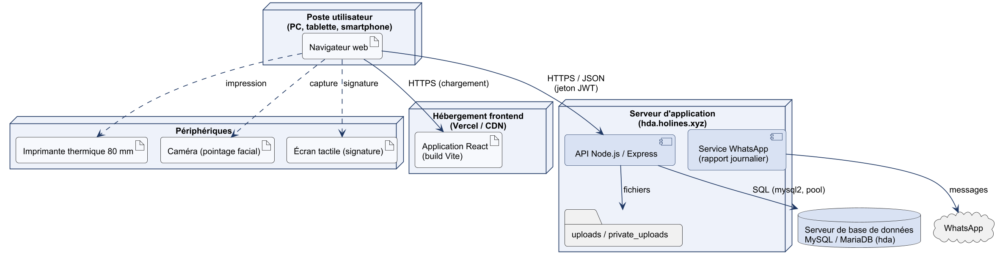 Poste utilisateur
(PC, tablette, smartphone)
Navigateur web
impression
capture
signature
HTTPS (chargement)
HTTPS / JSON
(jeton JWT)
Périphériques
Imprimante thermique 80 mm
Caméra (pointage facial)
Écran tactile (signature)
Hébergement frontend
(Vercel / CDN)
Application React
(build Vite)
Serveur d'application
(hda.holines.xyz)
API Node.js / Express
Service WhatsApp
(rapport journalier)
fichiers
SQL (mysql2, pool)
messages
uploads / private_uploads
Serveur de base de données
MySQL / MariaDB (hda)
WhatsApp